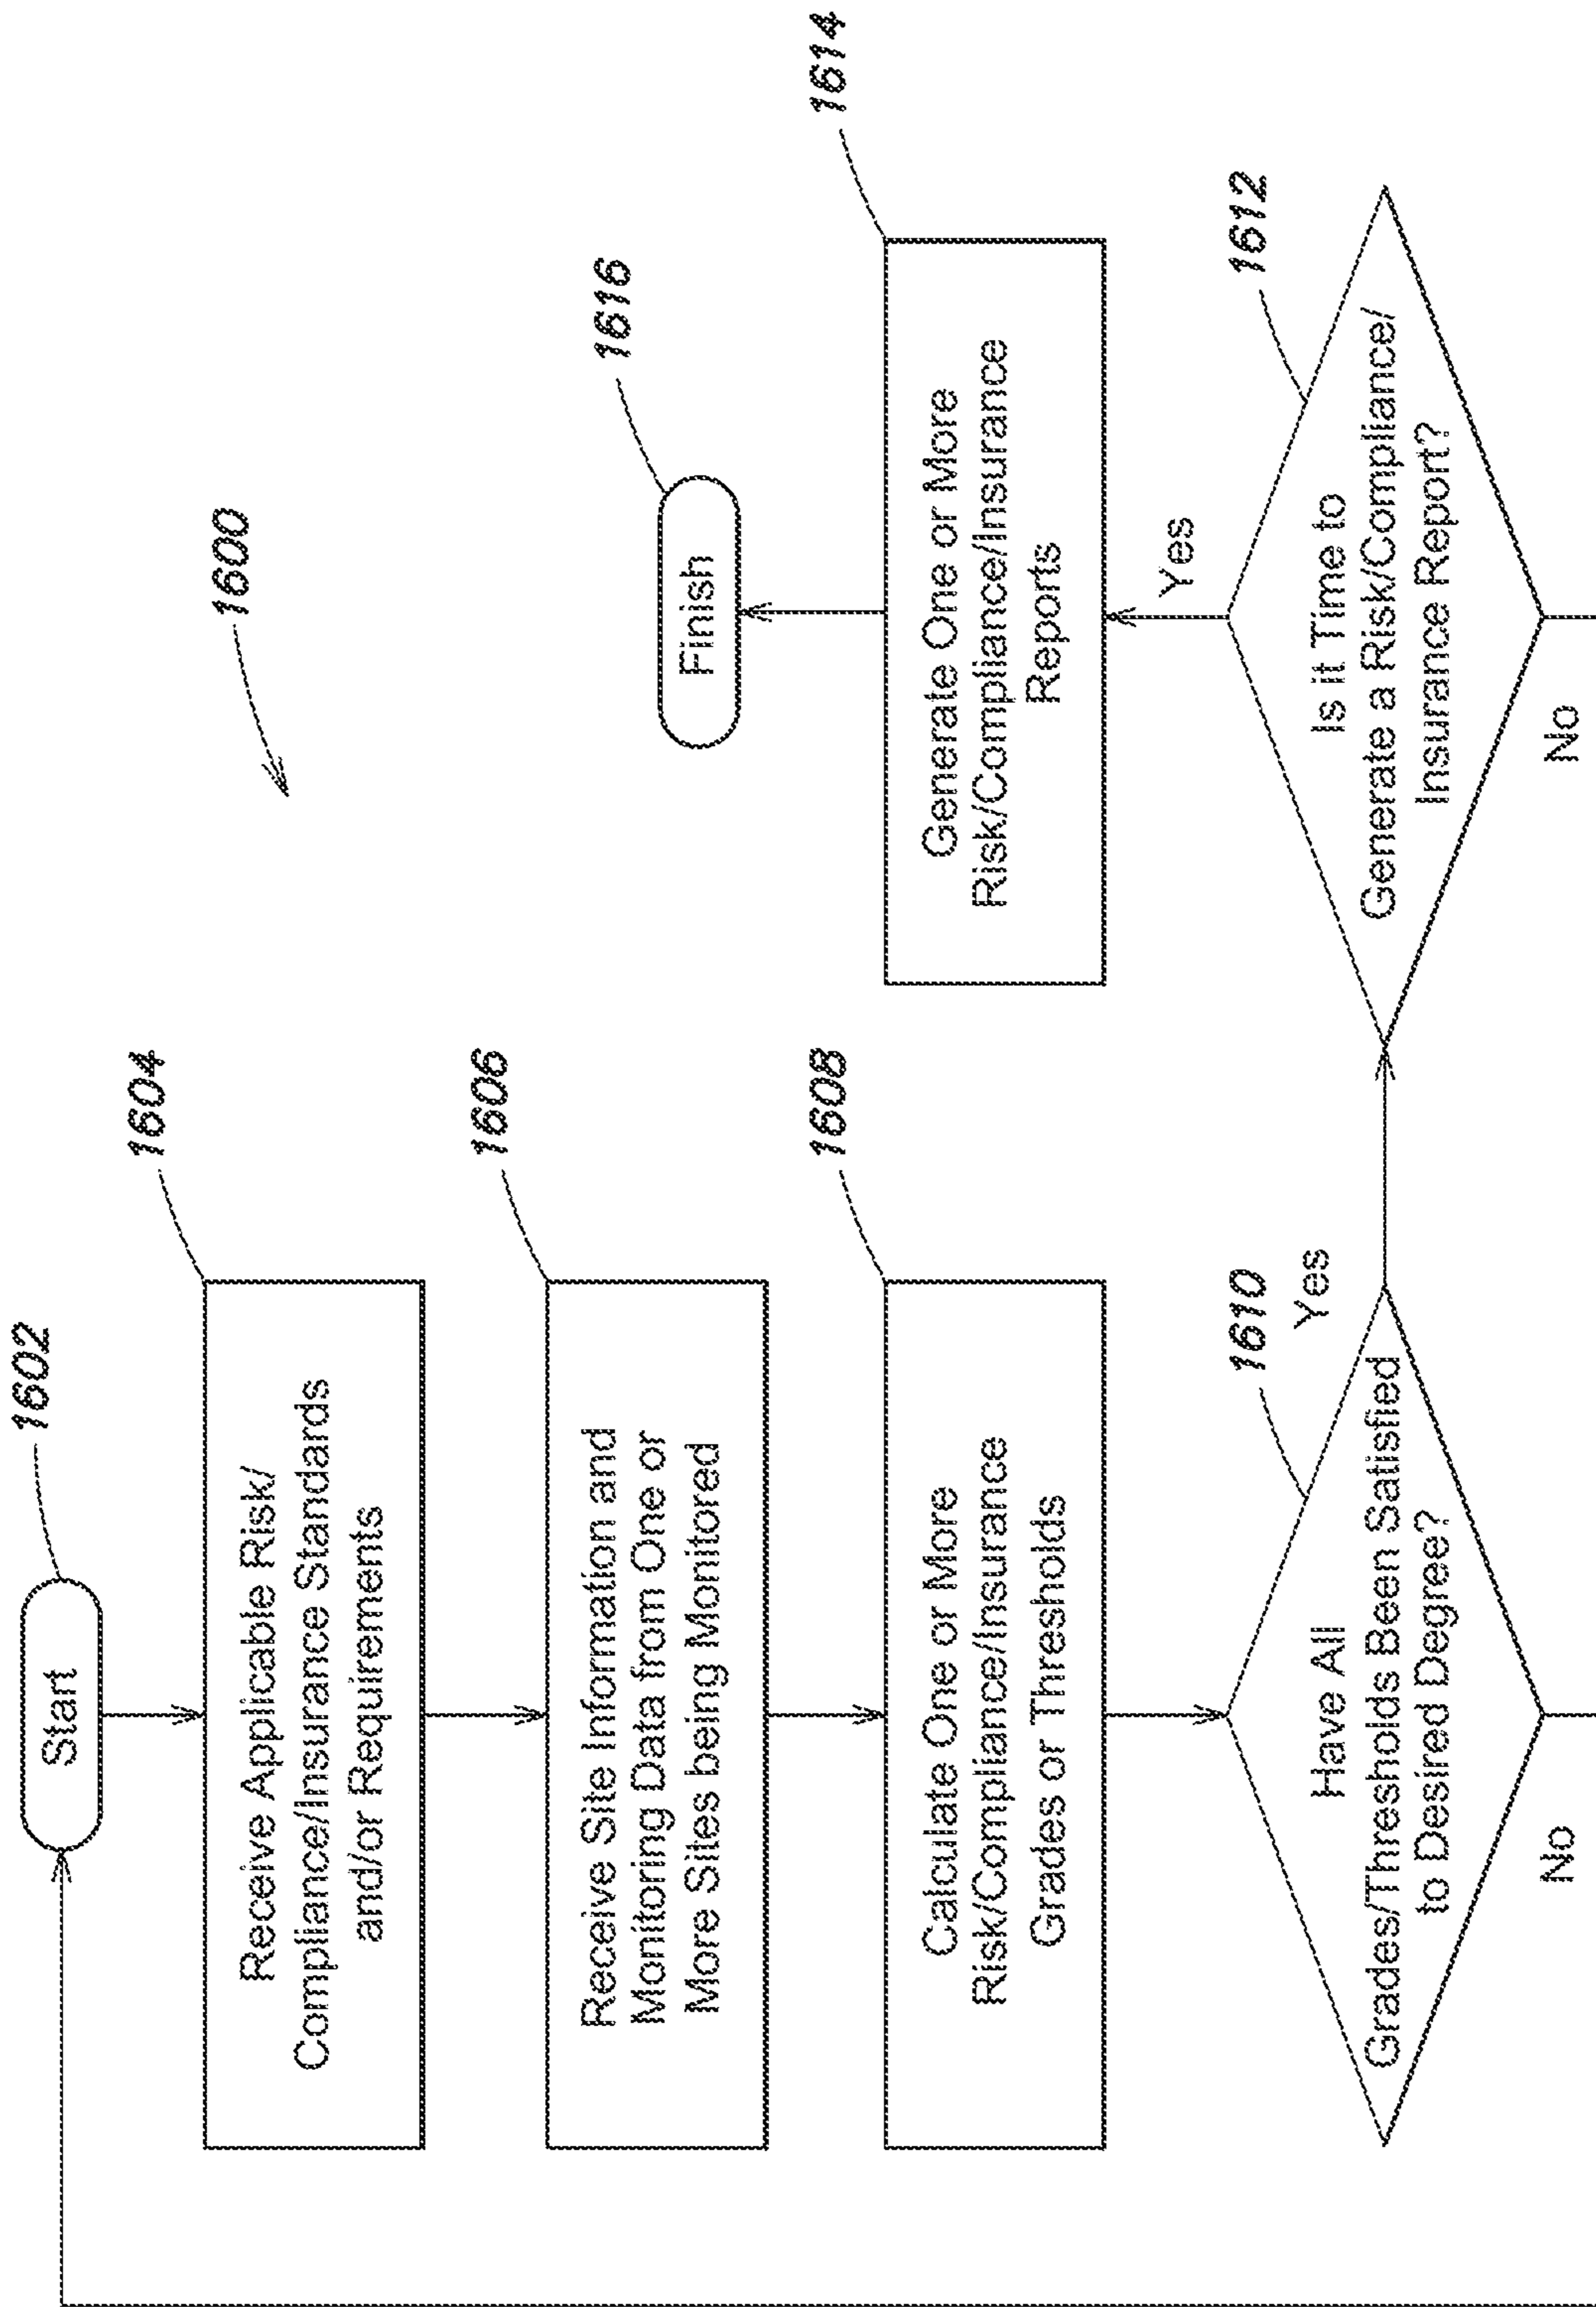 1600
1602
Start
1604
Receive Applicable Risk/
Compliance/Insurance Standards
and/or Requirements
1606
Receive Site Information and
Monitoring Data from One or
More Sites being Monitored
1608
Calculate One or More
Risk/Compliance/Insurance
Grades or Thresholds
1610
Have All
Grades/Thresholds Been Satisfied
to Desired Degree?
Yes
No
1612
Is it Time to
Generate a Risk/Compliance/
Insurance Report?
Yes
No
1614
Generate One or More
Risk/Compliance/Insurance
Reports
1616
Finish